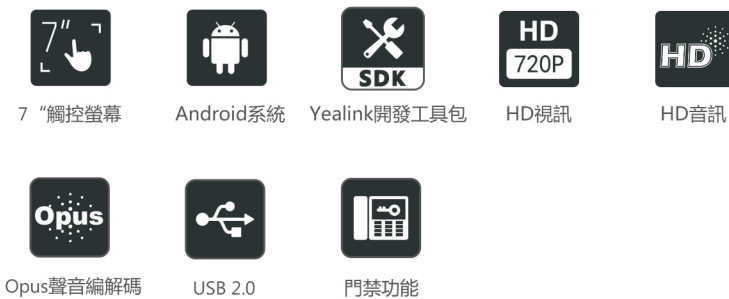 7"
SDK
HD
720P
HD
7 “觸控螢幕
Android系統
Yealink開發工具包
HD視訊
HD音訊
Opus
Opus聲音編解碼
USB 2.0
門禁功能